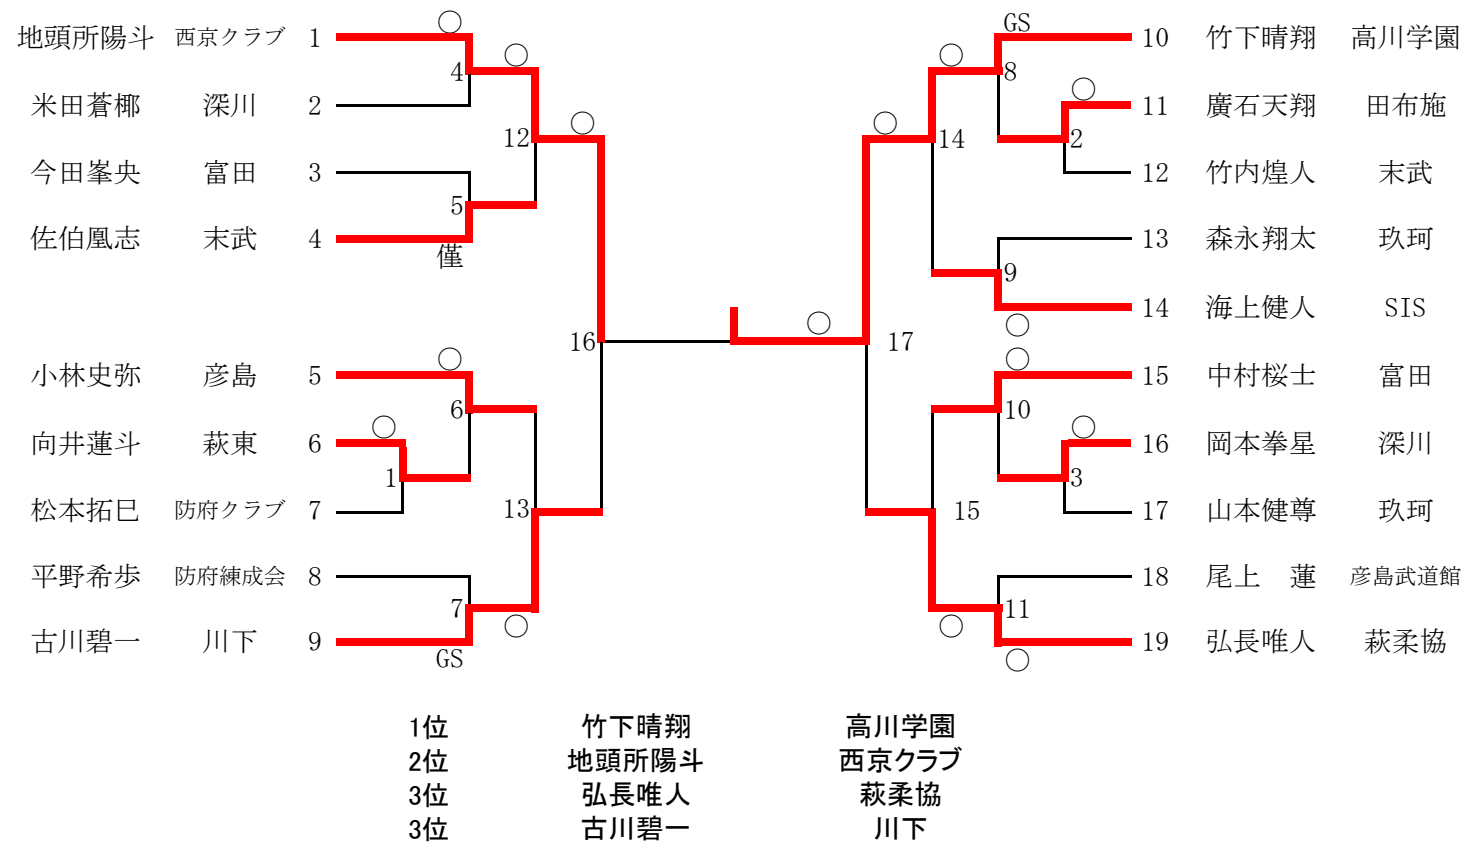 地頭所陽斗 西京クラブ 1 ○
米田蒼椰 深川 2
今田峯央 富田 3
佐伯凰志 末武 4
僅
小林史弥 彦島 5 ○
向井蓮斗 萩東 6 ○
松本拓巳 防府クラブ 7
平野希歩 防府練成会 8
古川碧一 川下 9
GS
4 ○
5
12 ○
6
1
13
7 ○
16
○
17
GS
10 竹下晴翔 高川学園
○ 11 廣石天翔 田布施
12 竹内煌人 末武
13 森永翔太 玖珂
14 海上健人 SIS
○
○ 15 中村桜士 富田
○ 16 岡本拳星 深川
17 山本健尊 玖珂
18 尾上 蓮 彦島武道館
19 弘長唯人 萩柔協
○
○ 8
2
○ 14
9
10
3
15
○ 11
1位 竹下晴翔 高川学園
2位 地頭所陽斗 西京クラブ
3位 弘長唯人 萩柔協
3位 古川碧一 川下